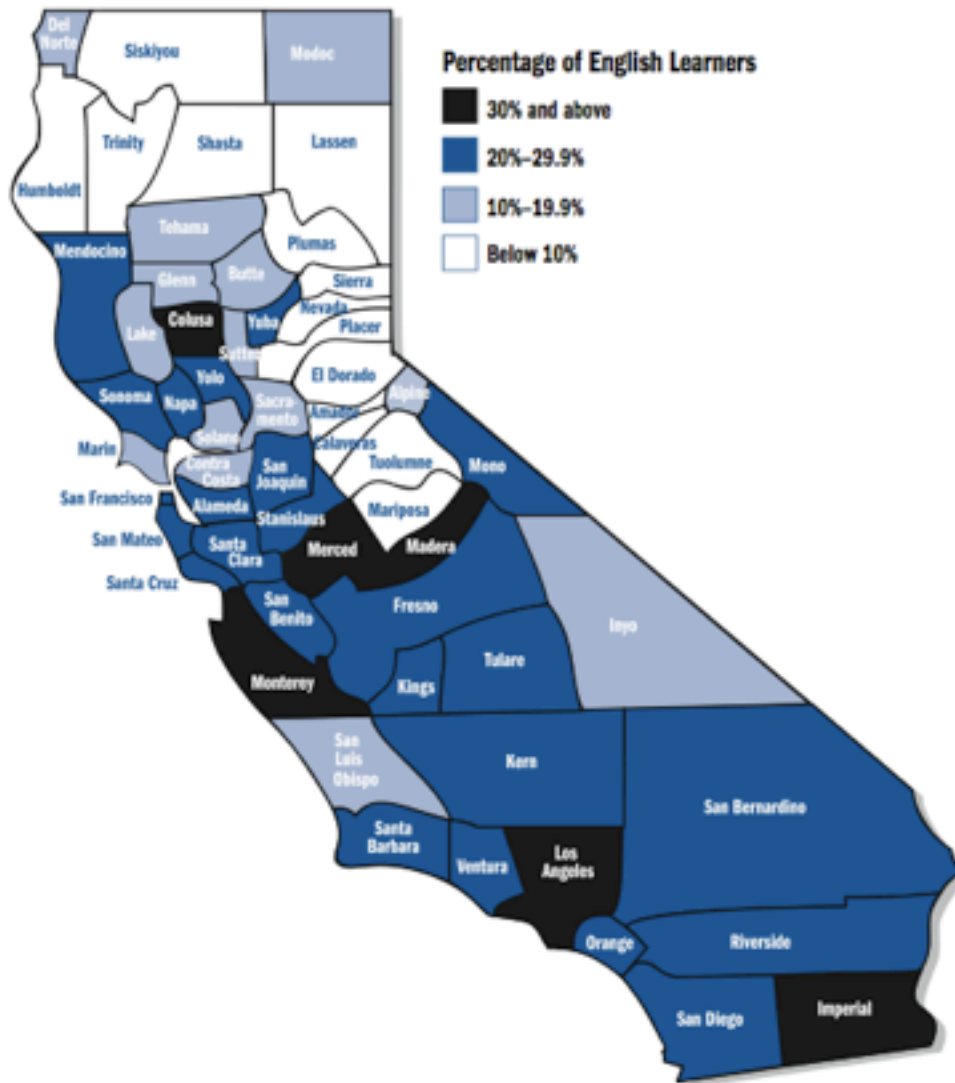 Percentage of English Learners
30% and above
20%–29.9%
10%–19.9%
Below 10%
Del
Norte
Siskiyou
Modoc
Trinity
Shasta
Lassen
Humboldt
Tehama
Plumas
Mendocino
Glenn
Butte
Sierra
Colusa
Yuba
Nevada
Lake
Placer
Sutter
Yolo
El Dorado
Sonoma
Napa
Sacra-
mento
Amador
Alpine
Solano
Calaveras
Marin
Contra
Costa
San
Joaquin
Tuolumne
Mono
San Francisco
Alameda
Stanislaus
Mariposa
San Mateo
Santa
Clara
Merced
Madera
Santa Cruz
San
Benito
Fresno
Inyo
Monterey
Kings
Tulare
San
Luis
Obispo
Kern
San Bernardino
Santa
Barbara
Ventura
Los
Angeles
Orange
Riverside
San Diego
Imperial